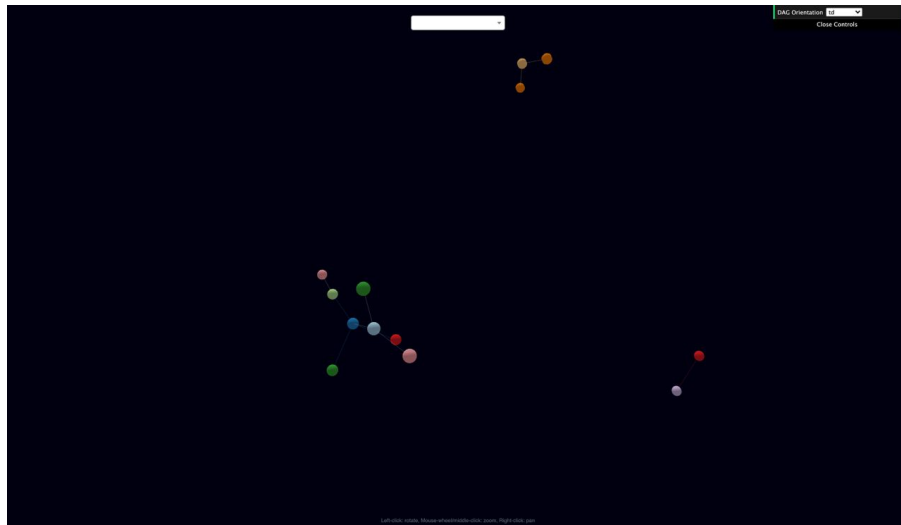 DAG Orientation td
Close Controls
Left-click: rotate, Mouse-wheel/middle-click: zoom, Right-click: pan